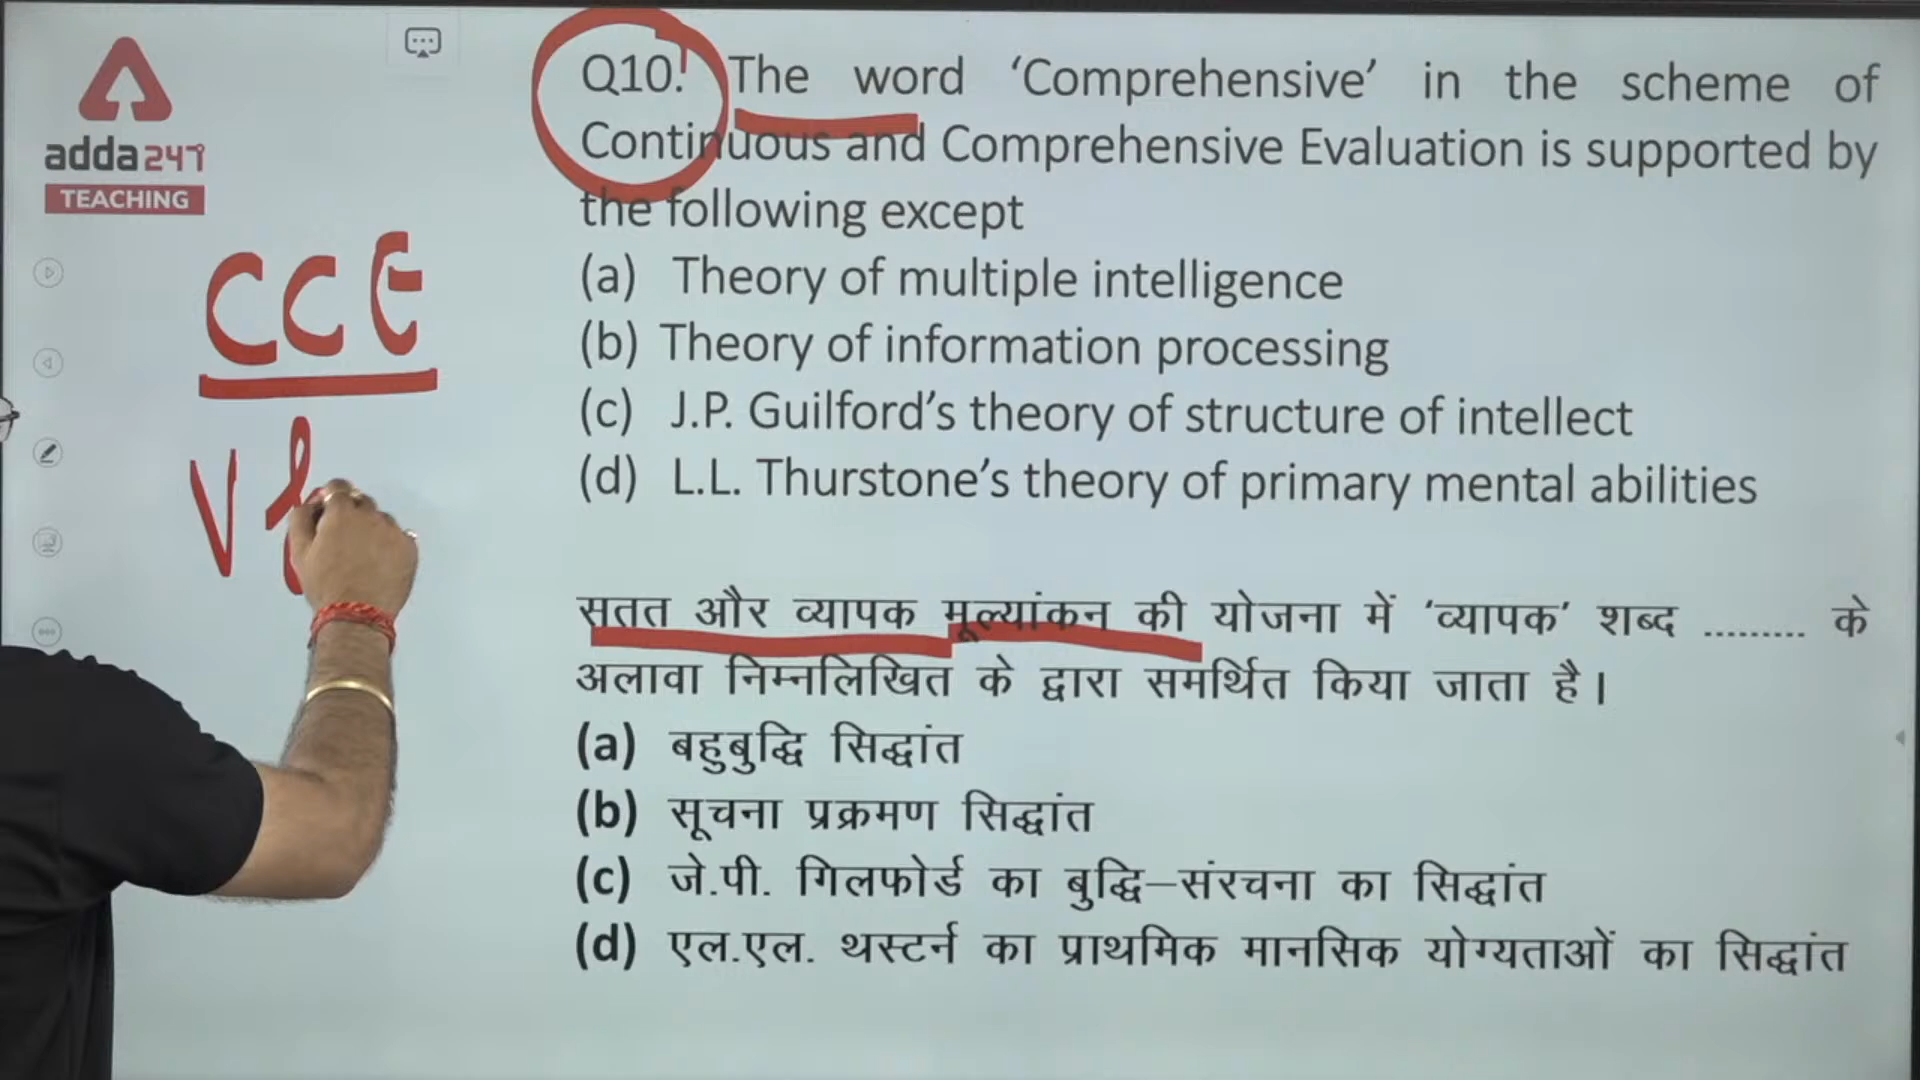 adda247
TEACHING
CCE
Q10. The word ‘Comprehensive’ in the scheme of
Continuous and Comprehensive Evaluation is supported by
the following except
(a) Theory of multiple intelligence
(b) Theory of information processing
(c) J.P. Guilford’s theory of structure of intellect
(d) L.L. Thurstone’s theory of primary mental abilities
सतत और व्यापक मूल्यांकन की योजना में ‘व्यापक’ शब्द ......... के
अलावा निम्नलिखित के द्वारा समर्थित किया जाता है।
(a) बहुबुद्धि सिद्धांत
(b) सूचना प्रक्रमण सिद्धांत
(c) जे.पी. गिलफोर्ड का बुद्धि–संरचना का सिद्धांत
(d) एल.एल. थस्टर्न का प्राथमिक मानसिक योग्यताओं का सिद्धांत